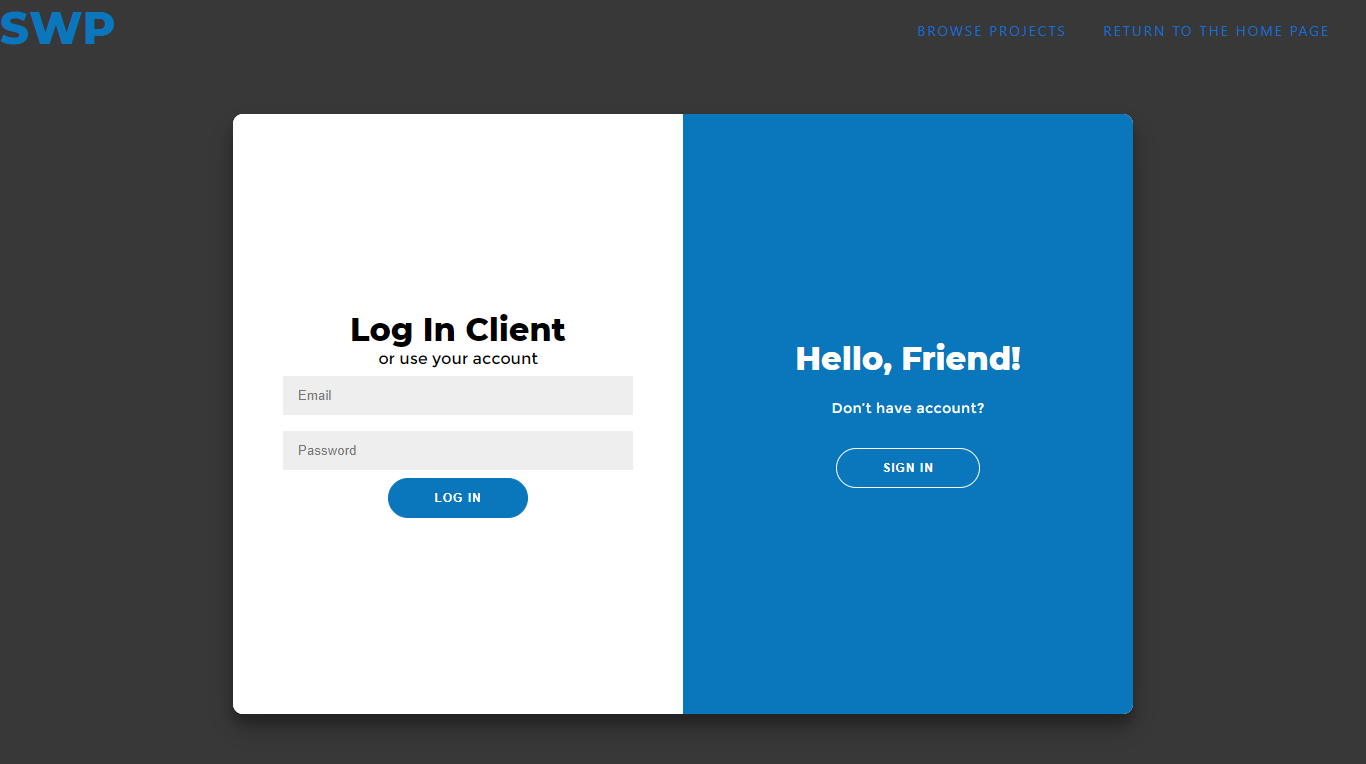 SWP
BROWSE PROJECTS
RETURN TO THE HOME PAGE
Log In Client
or use your account
Email
Password
LOG IN
Hello, Friend!
Don't have account?
SIGN IN